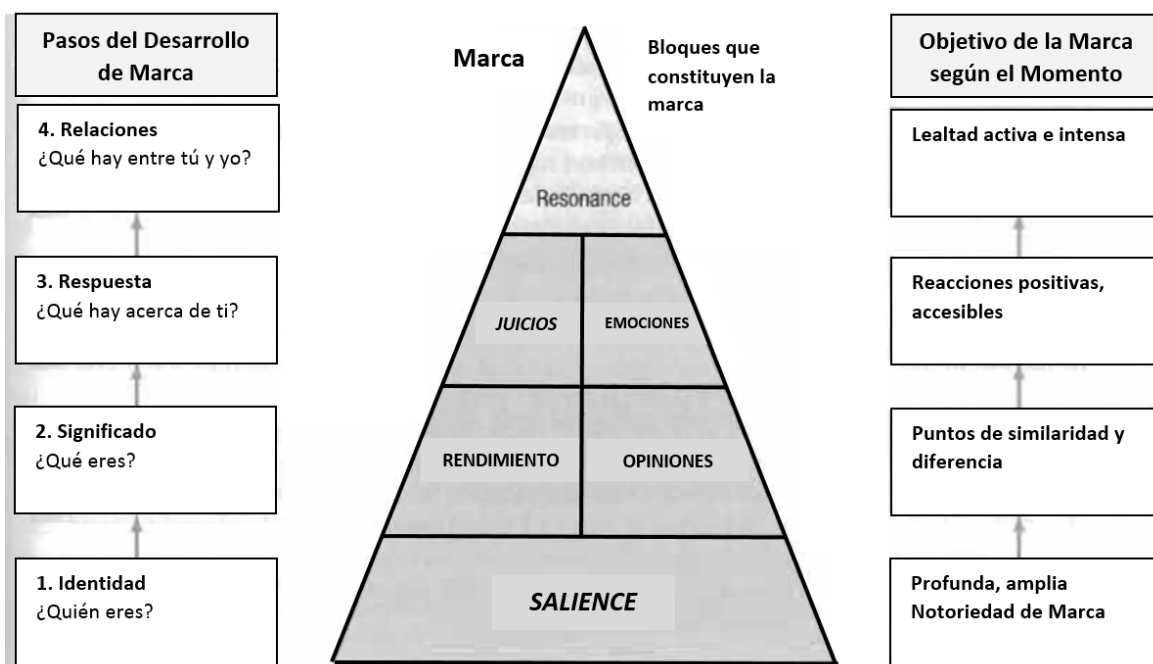 Pasos del Desarrollo
de Marca
4. Relaciones
¿Qué hay entre tú y yo?
3. Respuesta
¿Qué hay acerca de ti?
2. Significado
¿Qué eres?
1. Identidad
¿Quién eres?
Marca
Bloques que
constituyen la
marca
Resonance
JUICIOS
EMOCIONES
RENDIMIENTO
OPINIONES
SALIENCE
Objetivo de la Marca
según el Momento
Lealtad activa e intensa
Reacciones positivas,
accesibles
Puntos de similaridad y
diferencia
Profunda, amplia
Notoriedad de Marca